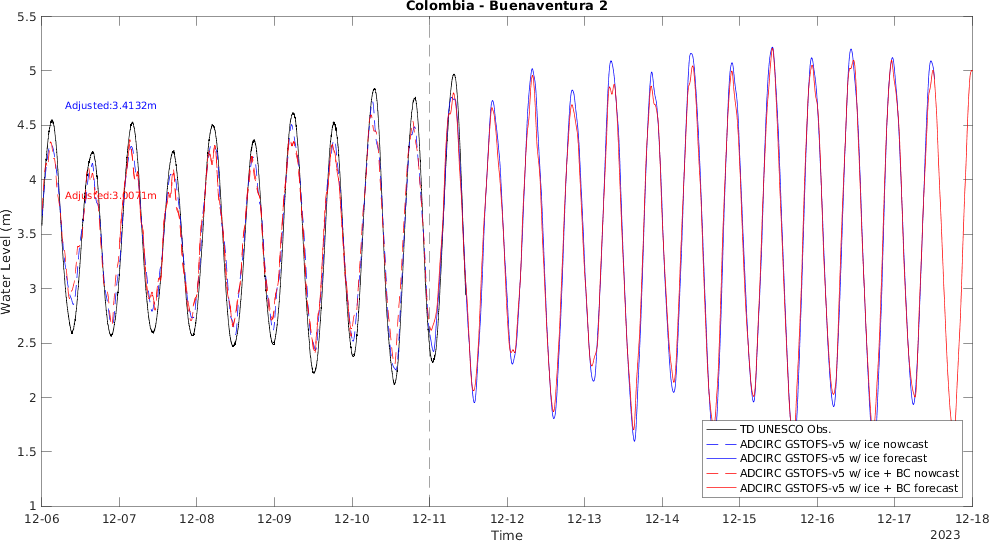 Colombia - Buenaventura 2
5.5
5
4.5
4
3.5
3
2.5
2
1.5
1
Water Level (m)
Adjusted:3.4132m
Adjusted:3.0071m
TD UNESCO Obs.
ADCIRC GSTOFS-v5 w/ ice nowcast
ADCIRC GSTOFS-v5 w/ ice forecast
ADCIRC GSTOFS-v5 w/ ice + BC nowcast
ADCIRC GSTOFS-v5 w/ ice + BC forecast
12-06 12-07 12-08 12-09 12-10 12-11 12-12 12-13 12-14 12-15 12-16 12-17 12-18
Time
2023